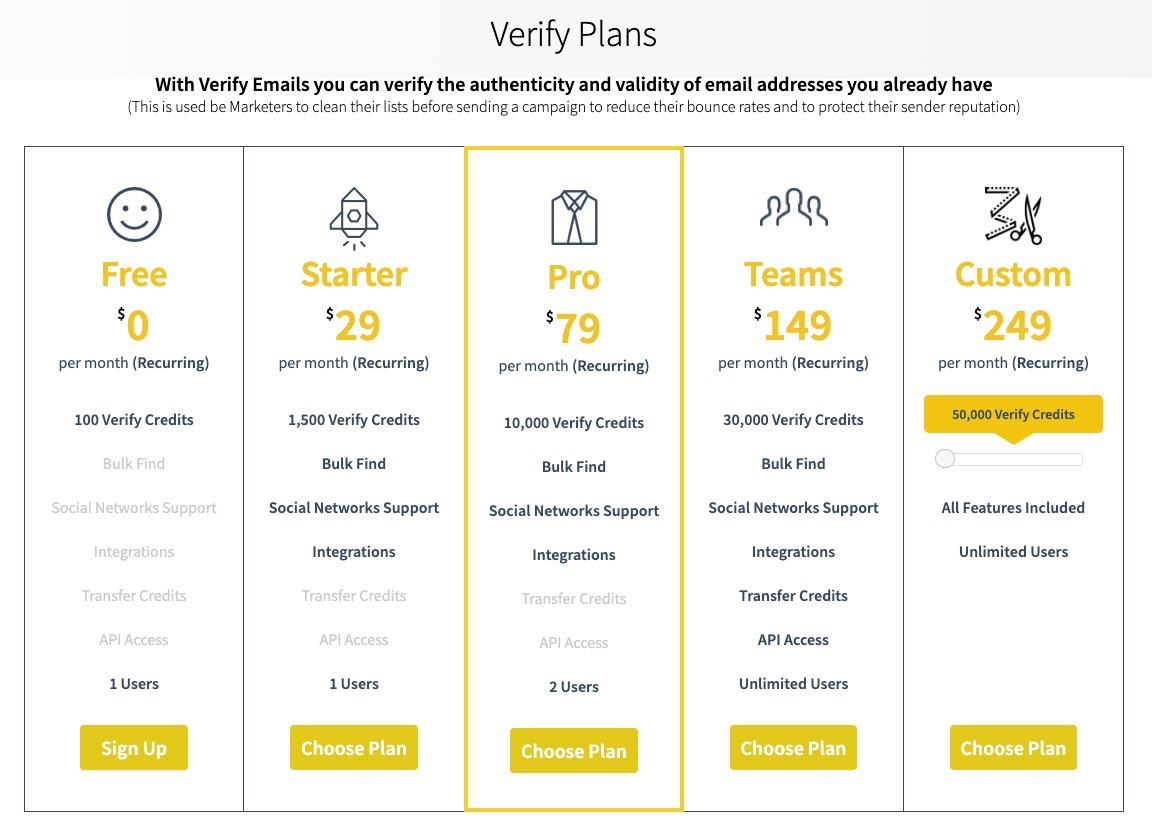 Verify Plans
With Verify Emails you can verify the authenticity and validity of email addresses you already have
(This is used be Marketers to clean their lists before sending a campaign to reduce their bounce rates and to protect their sender reputation)
Free
$0
per month (Recurring)
100 Verify Credits
Bulk Find
Social Networks Support
Integrations
Transfer Credits
API Access
1 Users
Sign Up
Starter
$29
per month (Recurring)
1,500 Verify Credits
Bulk Find
Social Networks Support
Integrations
Transfer Credits
API Access
1 Users
Choose Plan
Pro
$79
per month (Recurring)
10,000 Verify Credits
Bulk Find
Social Networks Support
Integrations
Transfer Credits
API Access
2 Users
Choose Plan
Teams
$149
per month (Recurring)
30,000 Verify Credits
Bulk Find
Social Networks Support
Integrations
Transfer Credits
API Access
Unlimited Users
Choose Plan
Custom
$249
per month (Recurring)
50,000 Verify Credits
All Features Included
Unlimited Users
Choose Plan